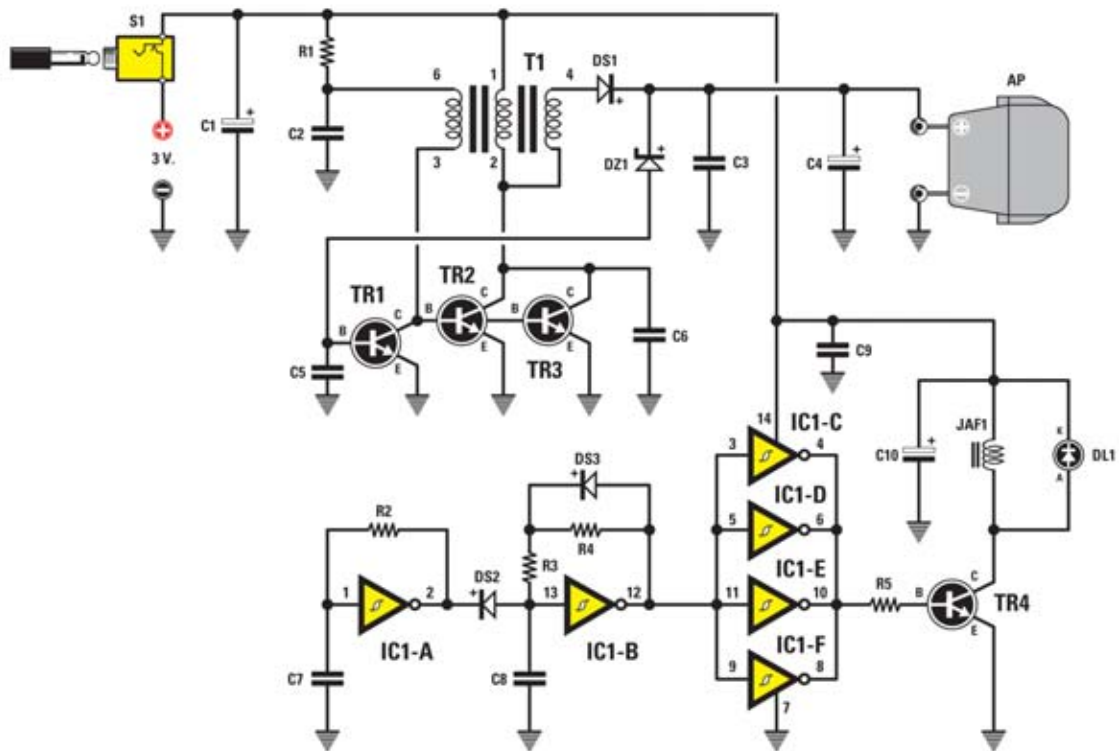 S1
R1
C1
+
3 V.
C2
6
3
1
2
T1
4
DS1
+
DZ1
+
C3
C4
+
AP
TR1
B
C
E
C5
TR2
B
C
E
TR3
B
C
E
C6
C9
C10
+
JAF1
K
A
DL1
R2
1
2
IC1-A
C7
DS2
+
DS3
+
R4
R3
13
12
IC1-B
C8
14
IC1-C
3
4
IC1-D
5
6
IC1-E
11
10
IC1-F
9
8
7
R5
B
C
E
TR4